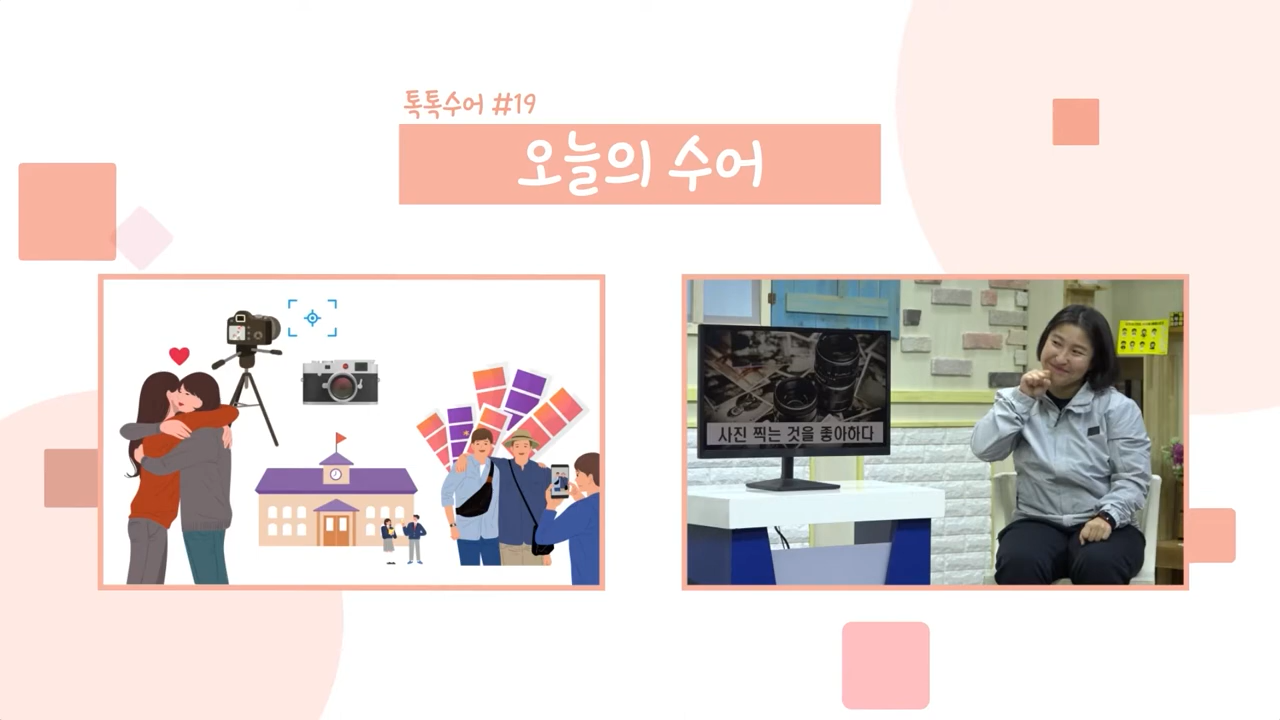 톡톡수어 #19
오늘의 수어
사진 찍는 것을 좋아하다